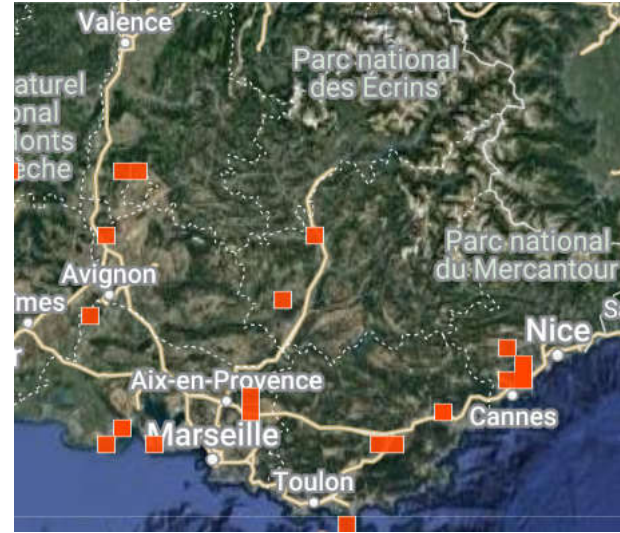 Valence
Parc national
des Écrins
aturel
onal
Monts
èche
Parc national
du Mercantour
Avignon
mes
S
Nice
r
Aix-en-Provence
Cannes
Marseille
Toulon